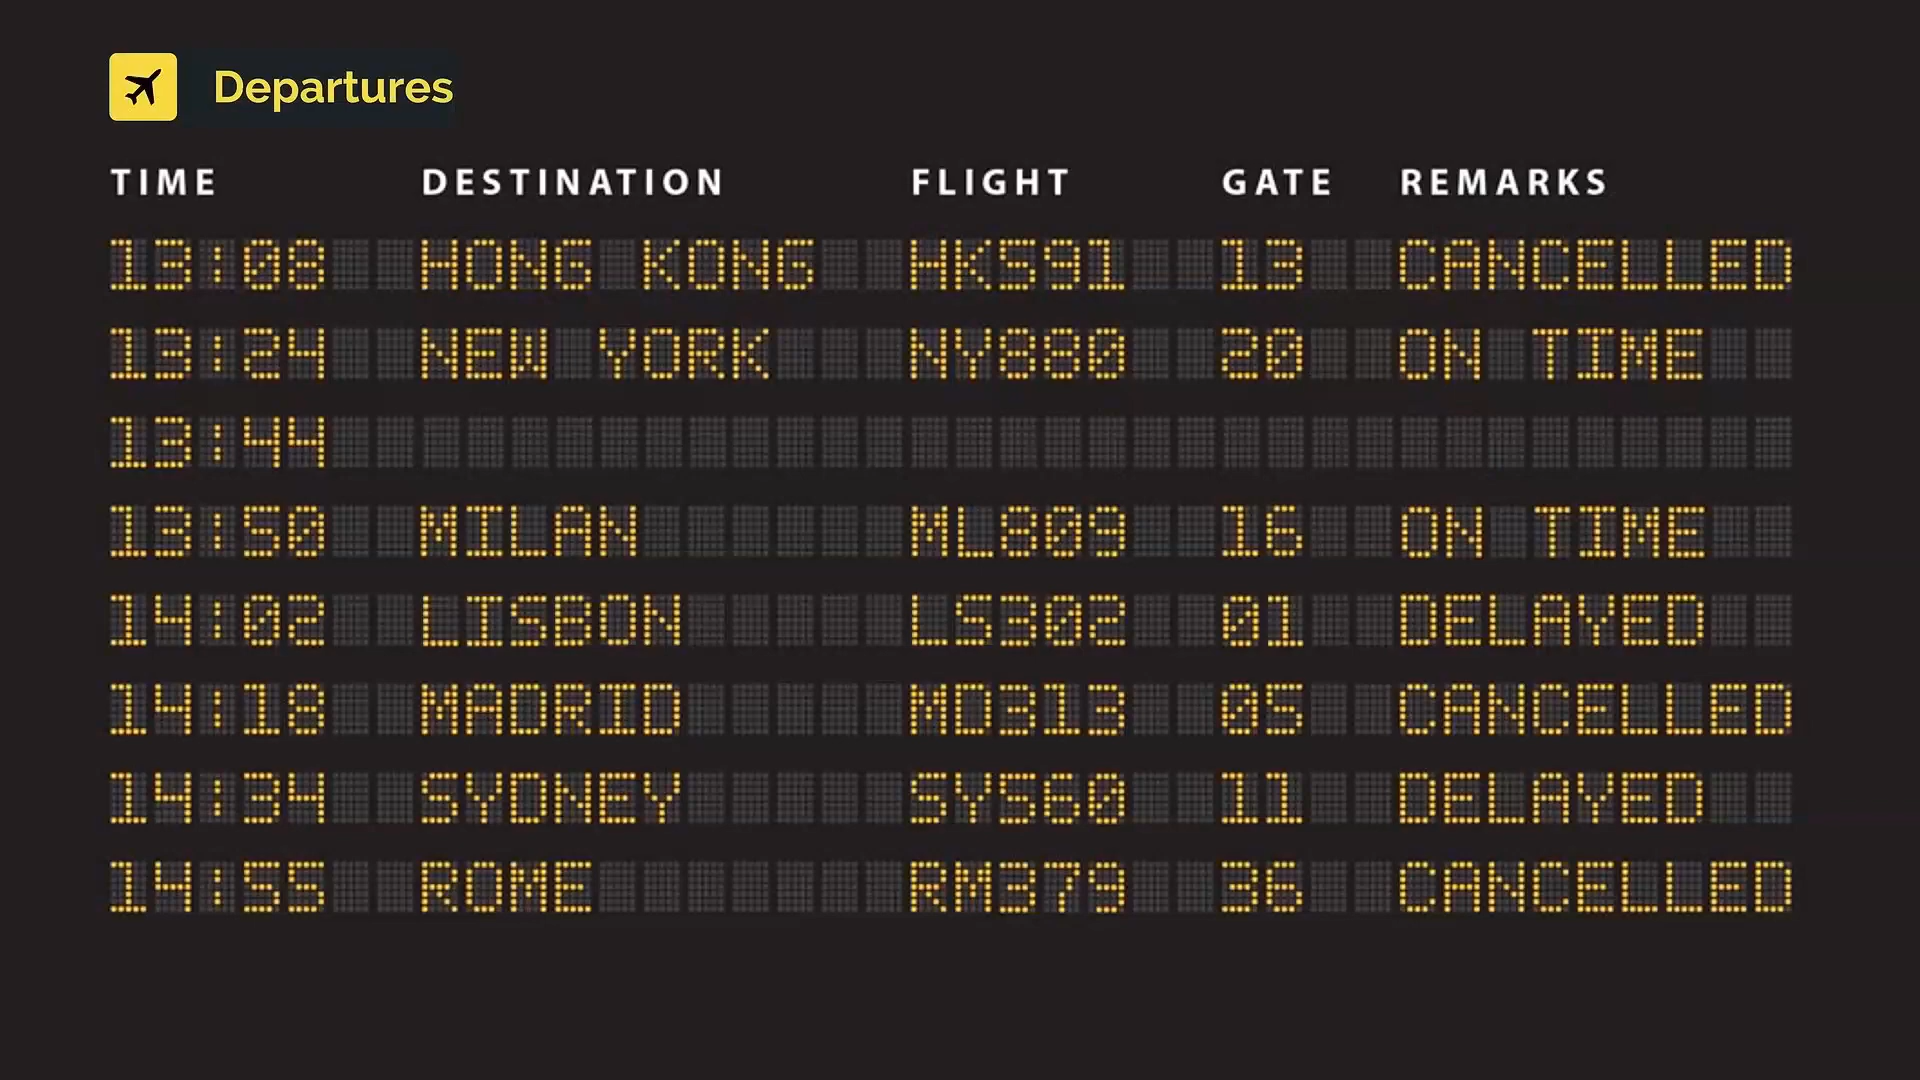 Departures
TIME DESTINATION FLIGHT GATE REMARKS
13:08 HONG KONG HK591 13 CANCELLED
13:24 NEW YORK NY880 20 ON TIME
13:44
13:50 MILAN ML809 16 ON TIME
14:02 LISBON LS302 01 DELAYED
14:18 MADRID MD313 05 CANCELLED
14:34 SYDNEY SY560 11 DELAYED
14:55 ROME RM379 36 CANCELLED